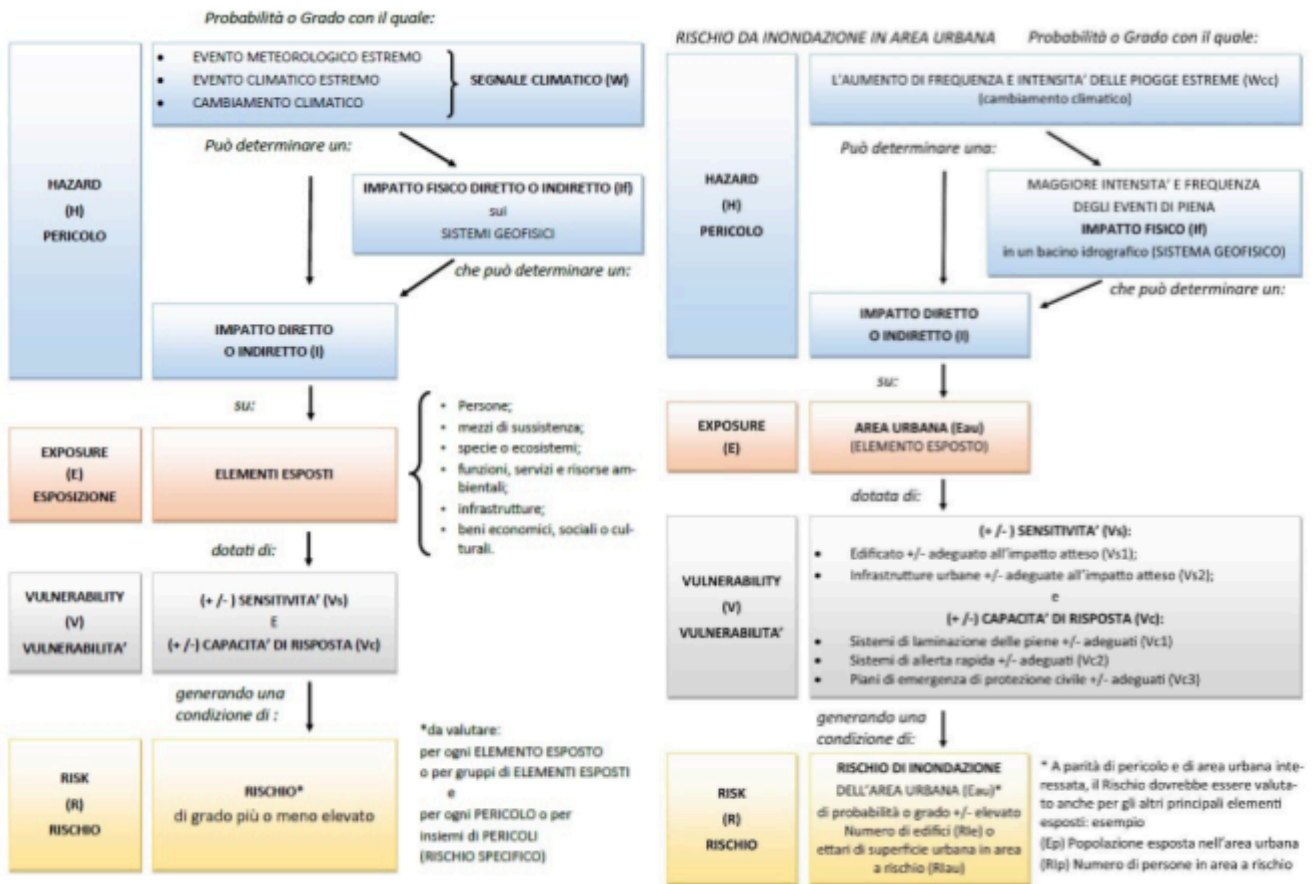 Probabilità o Grado con il quale:
• EVENTO METEOROLOGICO ESTREMO
• EVENTO CLIMATICO ESTREMO
• CAMBIAMENTO CLIMATICO
SEGNALE CLIMATICO (W)
Può determinare un:
HAZARD
(H)
PERICOLO
IMPATTO FISICO DIRETTO O INDIRETTO (If)
sui
SISTEMI GEOFISICI
che può determinare un:
IMPATTO DIRETTO
O INDIRETTO (I)
su:
EXPOSURE
(E)
ESPOSIZIONE
ELEMENTI ESPOSTI
• Persone;
• mezzi di sussistenza;
• specie o ecosistemi;
• funzioni, servizi e risorse am-
bientali;
• infrastrutture;
• beni economici, sociali o cul-
turali.
dotati di:
VULNERABILITY
(V)
VULNERABILITA'
(+ /- ) SENSITIVITA' (Vs)
E
(+ /-) CAPACITA' DI RISPOSTA (Vc)
generando una
condizione di :
RISK
(R)
RISCHIO
RISCHIO*
di grado più o meno elevato
*da valutare:
per ogni ELEMENTO ESPOSTO
o per gruppi di ELEMENTI ESPOSTI
e
per ogni PERICOLO o per
insiemi di PERICOLI
(RISCHIO SPECIFICO)
RISCHIO DA INONDAZIONE IN AREA URBANA
Probabilità o Grado con il quale:
L'AUMENTO DI FREQUENZA E INTENSITA' DELLE PIOGGE ESTREME (Wcc)
(cambiamento climatico)
Può determinare una:
HAZARD
(H)
PERICOLO
MAGGIORE INTENSITA' E FREQUENZA
DEGLI EVENTI DI PIENA
IMPATTO FISICO (If)
in un bacino idrografico (SISTEMA GEOFISICO)
che può determinare un:
IMPATTO DIRETTO
O INDIRETTO (I)
su:
EXPOSURE
(E)
AREA URBANA (Eau)
(ELEMENTO ESPOSTO)
dotata di:
VULNERABILITY
(V)
VULNERABILITA'
(+ /- ) SENSITIVITA' (Vs):
• Edificato +/- adeguato all'impatto atteso (Vs1);
• Infrastrutture urbane +/- adeguate all'impatto atteso (Vs2);
e
(+ /-) CAPACITA' DI RISPOSTA (Vc):
• Sistemi di laminazione delle piene +/- adeguati (Vc1)
• Sistemi di allerta rapida +/- adeguati (Vc2)
• Piani di emergenza di protezione civile +/- adeguati (Vc3)
generando una
condizione di:
RISK
(R)
RISCHIO
RISCHIO DI INONDAZIONE
DELL'AREA URBANA (Eau)*
di probabilità o grado +/- elevato
Numero di edifici (RIe) o
ettari di superficie urbana in area
a rischio (RIau)
* A parità di pericolo e di area urbana inte-
ressata, il Rischio dovrebbe essere valuta-
to anche per gli altri principali elementi
esposti: esempio
(Ep) Popolazione esposta nell'area urbana
(RIp) Numero di persone in area a rischio